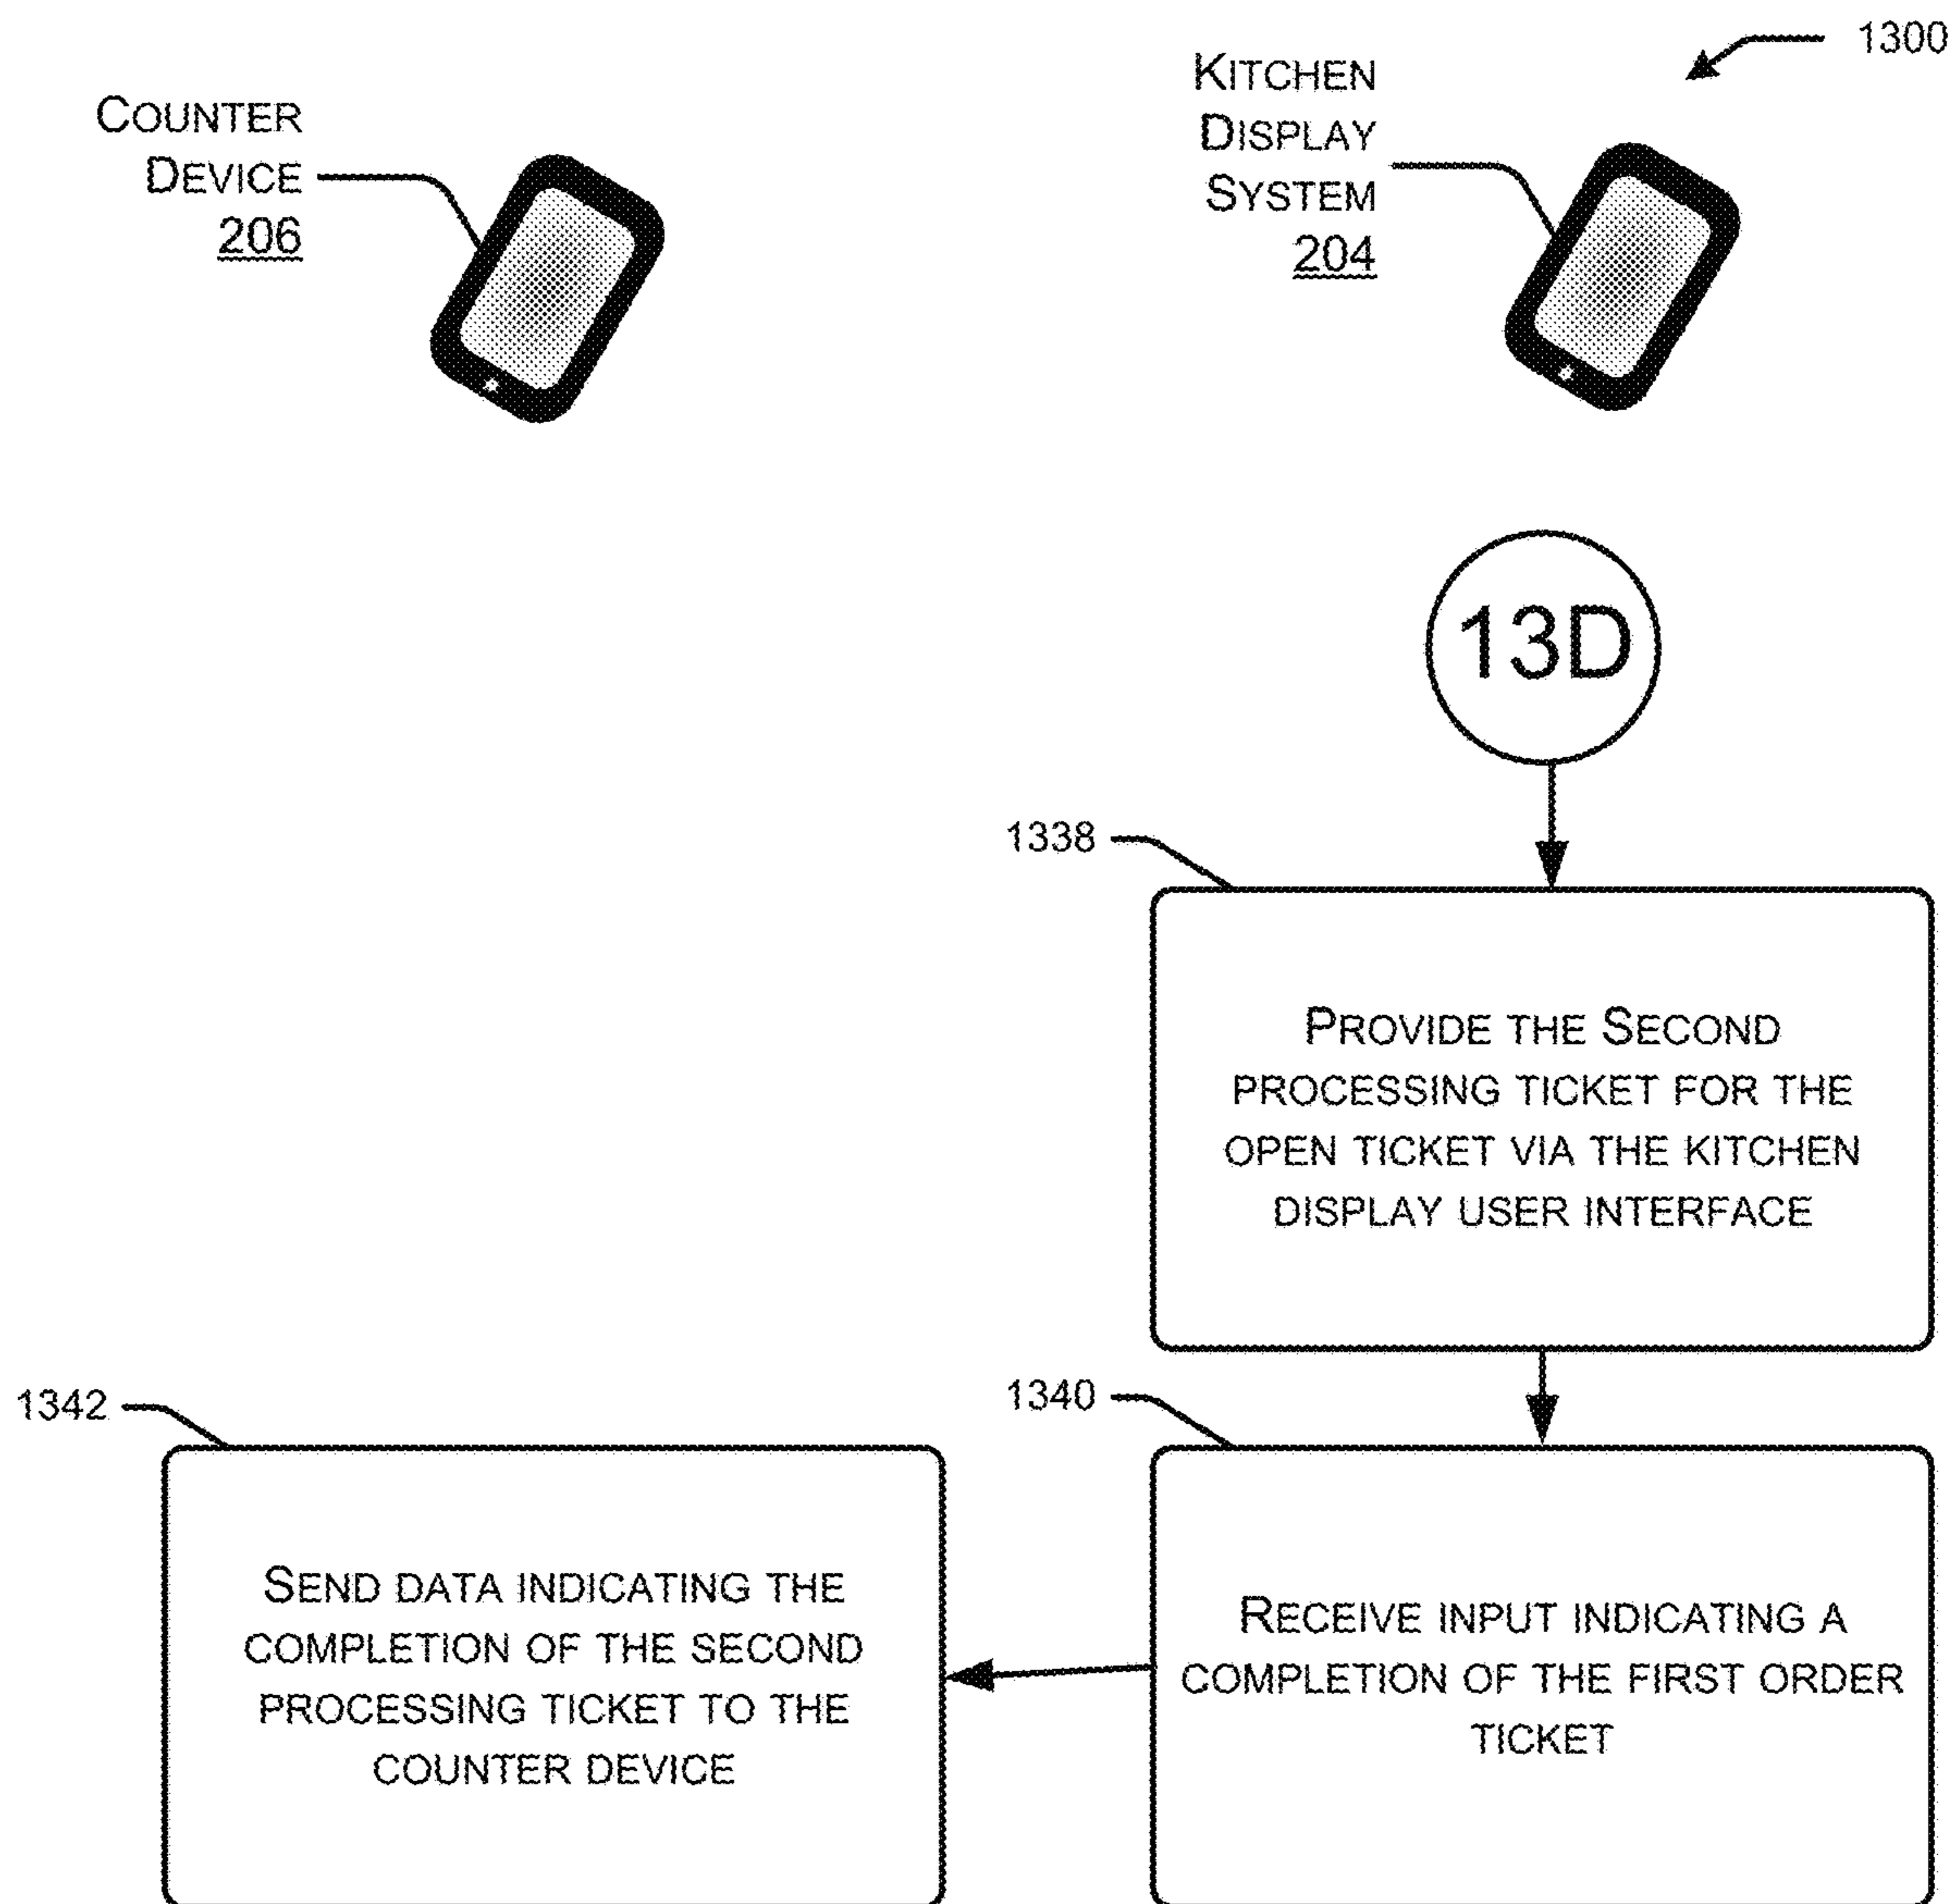 1300
COUNTER
DEVICE
206
KITCHEN
DISPLAY
SYSTEM
204
13D
1338
PROVIDE THE SECOND
PROCESSING TICKET FOR THE
OPEN TICKET VIA THE KITCHEN
DISPLAY USER INTERFACE
1342
SEND DATA INDICATING THE
COMPLETION OF THE SECOND
PROCESSING TICKET TO THE
COUNTER DEVICE
1340
RECEIVE INPUT INDICATING A
COMPLETION OF THE FIRST ORDER
TICKET